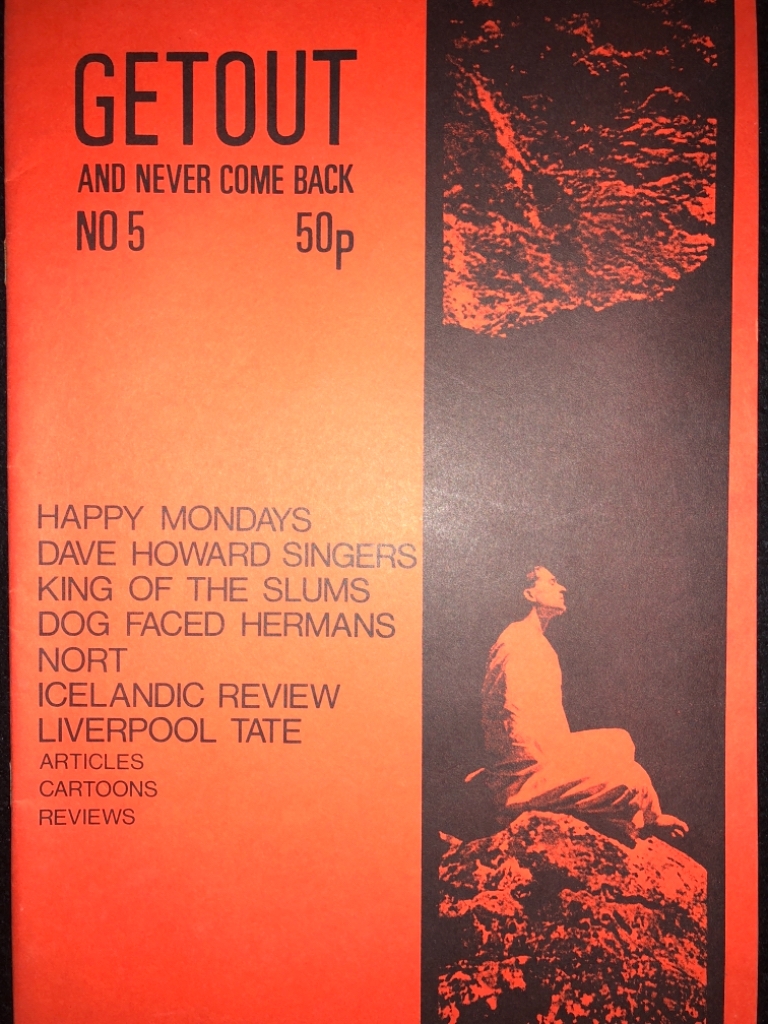 GETOUT
AND NEVER COME BACK
NO 5 50p
HAPPY MONDAYS
DAVE HOWARD SINGERS
KING OF THE SLUMS
DOG FACED HERMANS
NORT
ICELANDIC REVIEW
LIVERPOOL TATE
ARTICLES
CARTOONS
REVIEWS